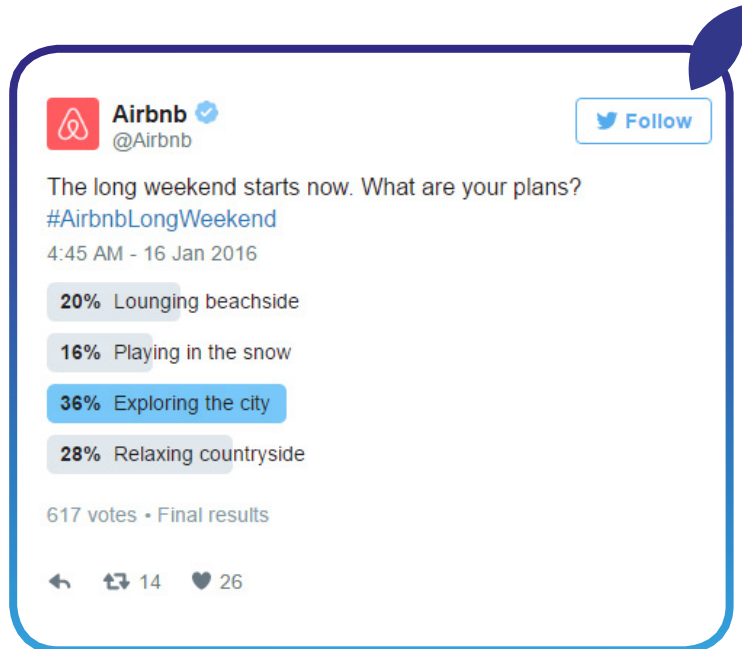 Airbnb
@Airbnb
Follow
The long weekend starts now. What are your plans?
#AirbnbLongWeekend
4:45 AM - 16 Jan 2016
20% Lounging beachside
16% Playing in the snow
36% Exploring the city
28% Relaxing countryside
617 votes • Final results
14 26